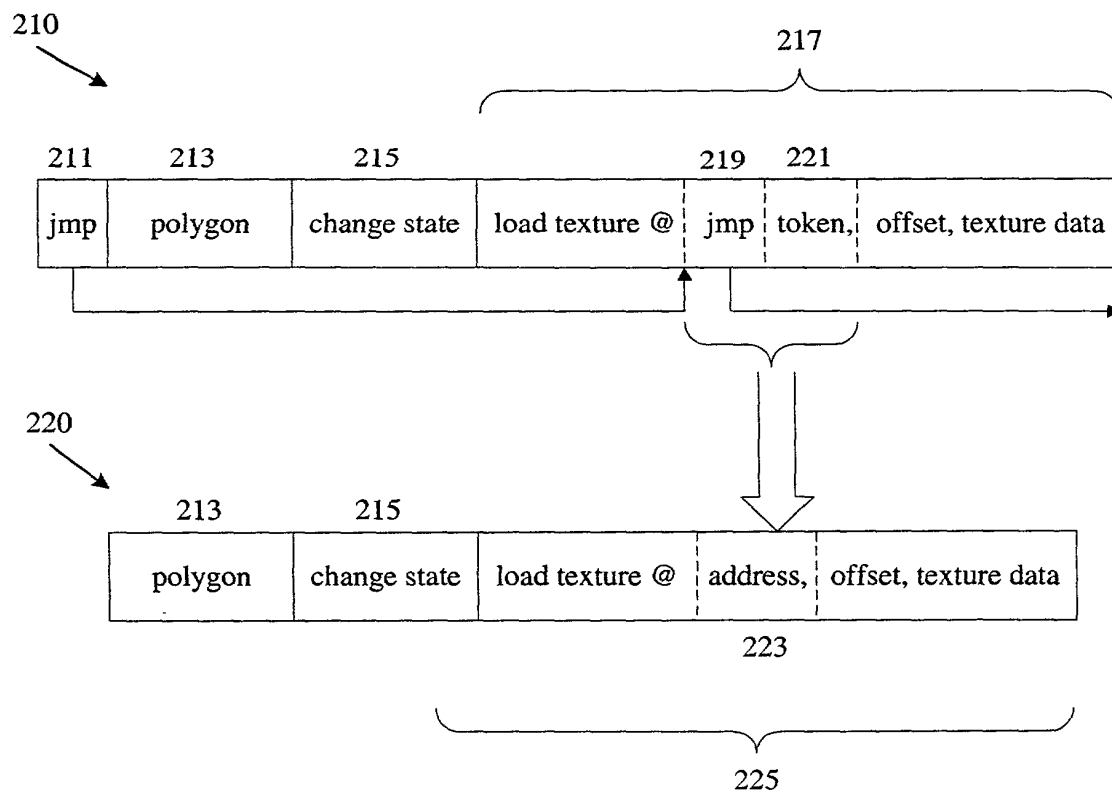 210
217
211 213 215 219 221
jmp polygon change state load texture @ jmp token, offset, texture data
220
213 215
polygon change state load texture @ address, offset, texture data
223
225